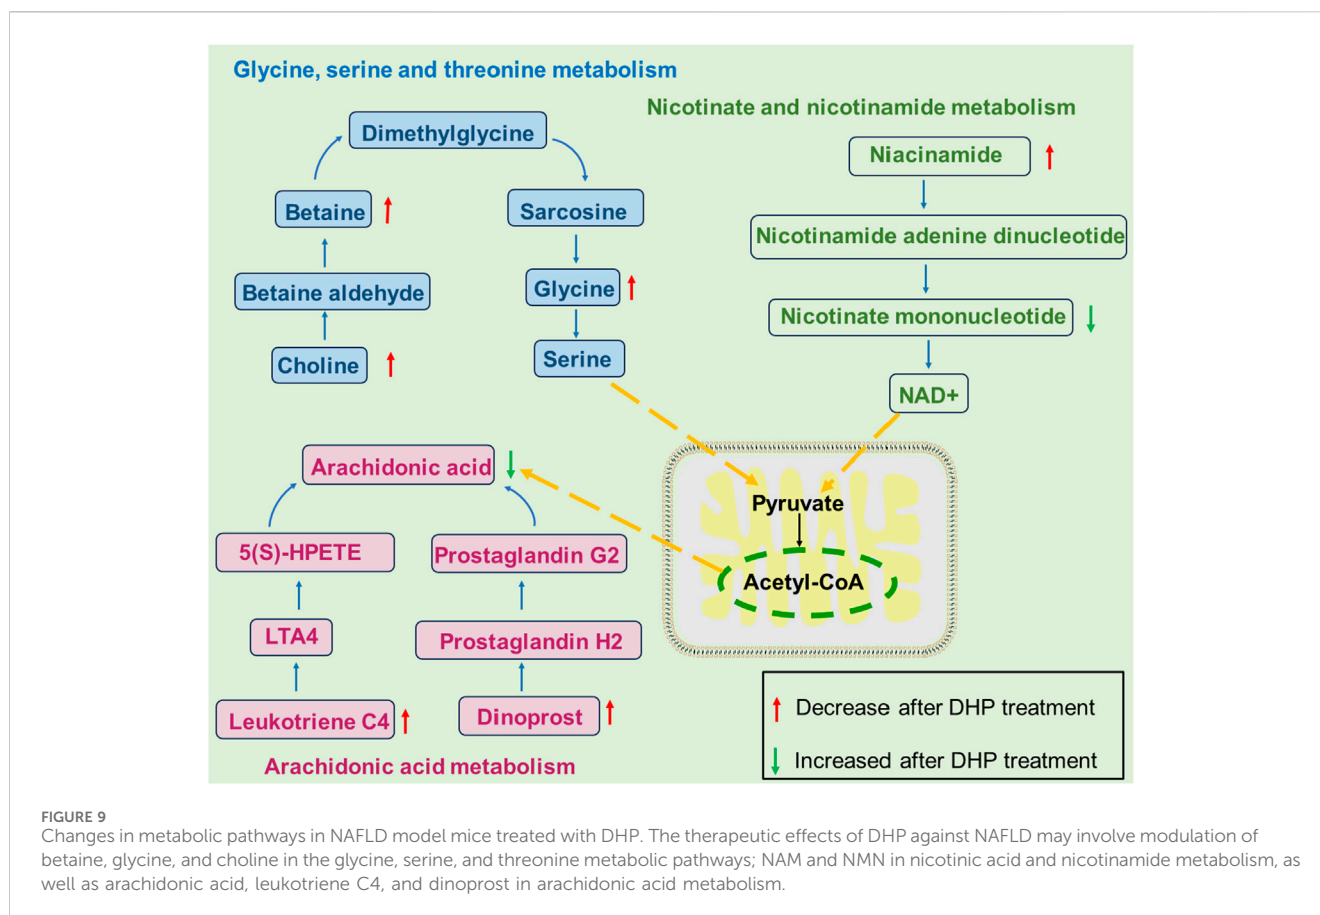 Glycine, serine and threonine metabolism
Dimethylglycine
Betaine
Sarcosine
Betaine aldehyde
Glycine
Choline
Serine
Nicotinate and nicotinamide metabolism
Niacinamide
Nicotinamide adenine dinucleotide
Nicotinate mononucleotide
NAD+
Arachidonic acid
5(S)-HPETE
Prostaglandin G2
LTA4
Prostaglandin H2
Leukotriene C4
Dinoprost
Arachidonic acid metabolism
Pyruvate
Acetyl-CoA
Decrease after DHP treatment
Increased after DHP treatment
FIGURE 9
Changes in metabolic pathways in NAFLD model mice treated with DHP. The therapeutic effects of DHP against NAFLD may involve modulation of
betaine, glycine, and choline in the glycine, serine, and threonine metabolic pathways; NAM and NMN in nicotinic acid and nicotinamide metabolism, as
well as arachidonic acid, leukotriene C4, and dinoprost in arachidonic acid metabolism.